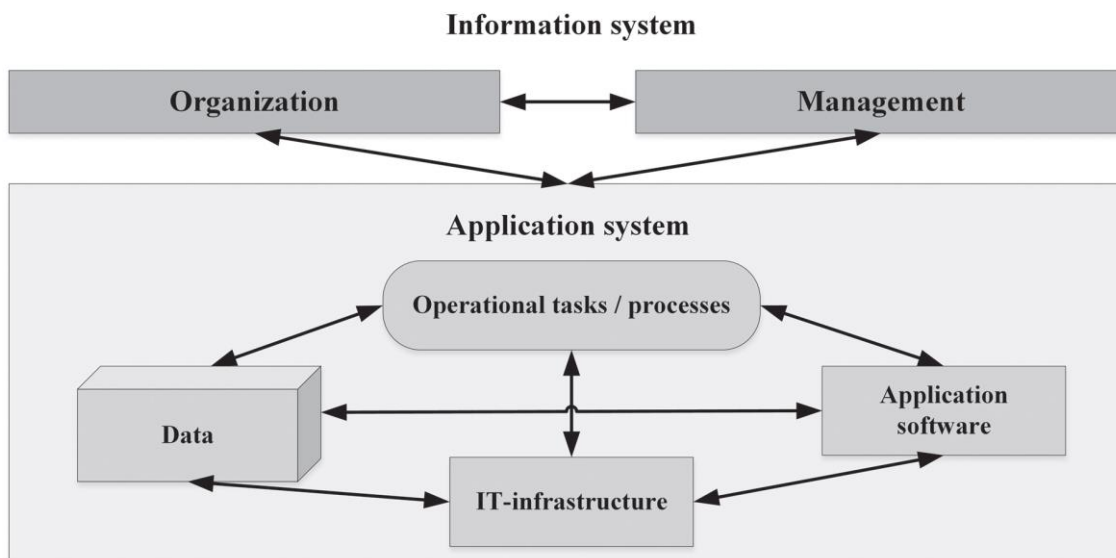 Information system
Organization
Management
Application system
Operational tasks / processes
Data
Application
software
IT-infrastructure